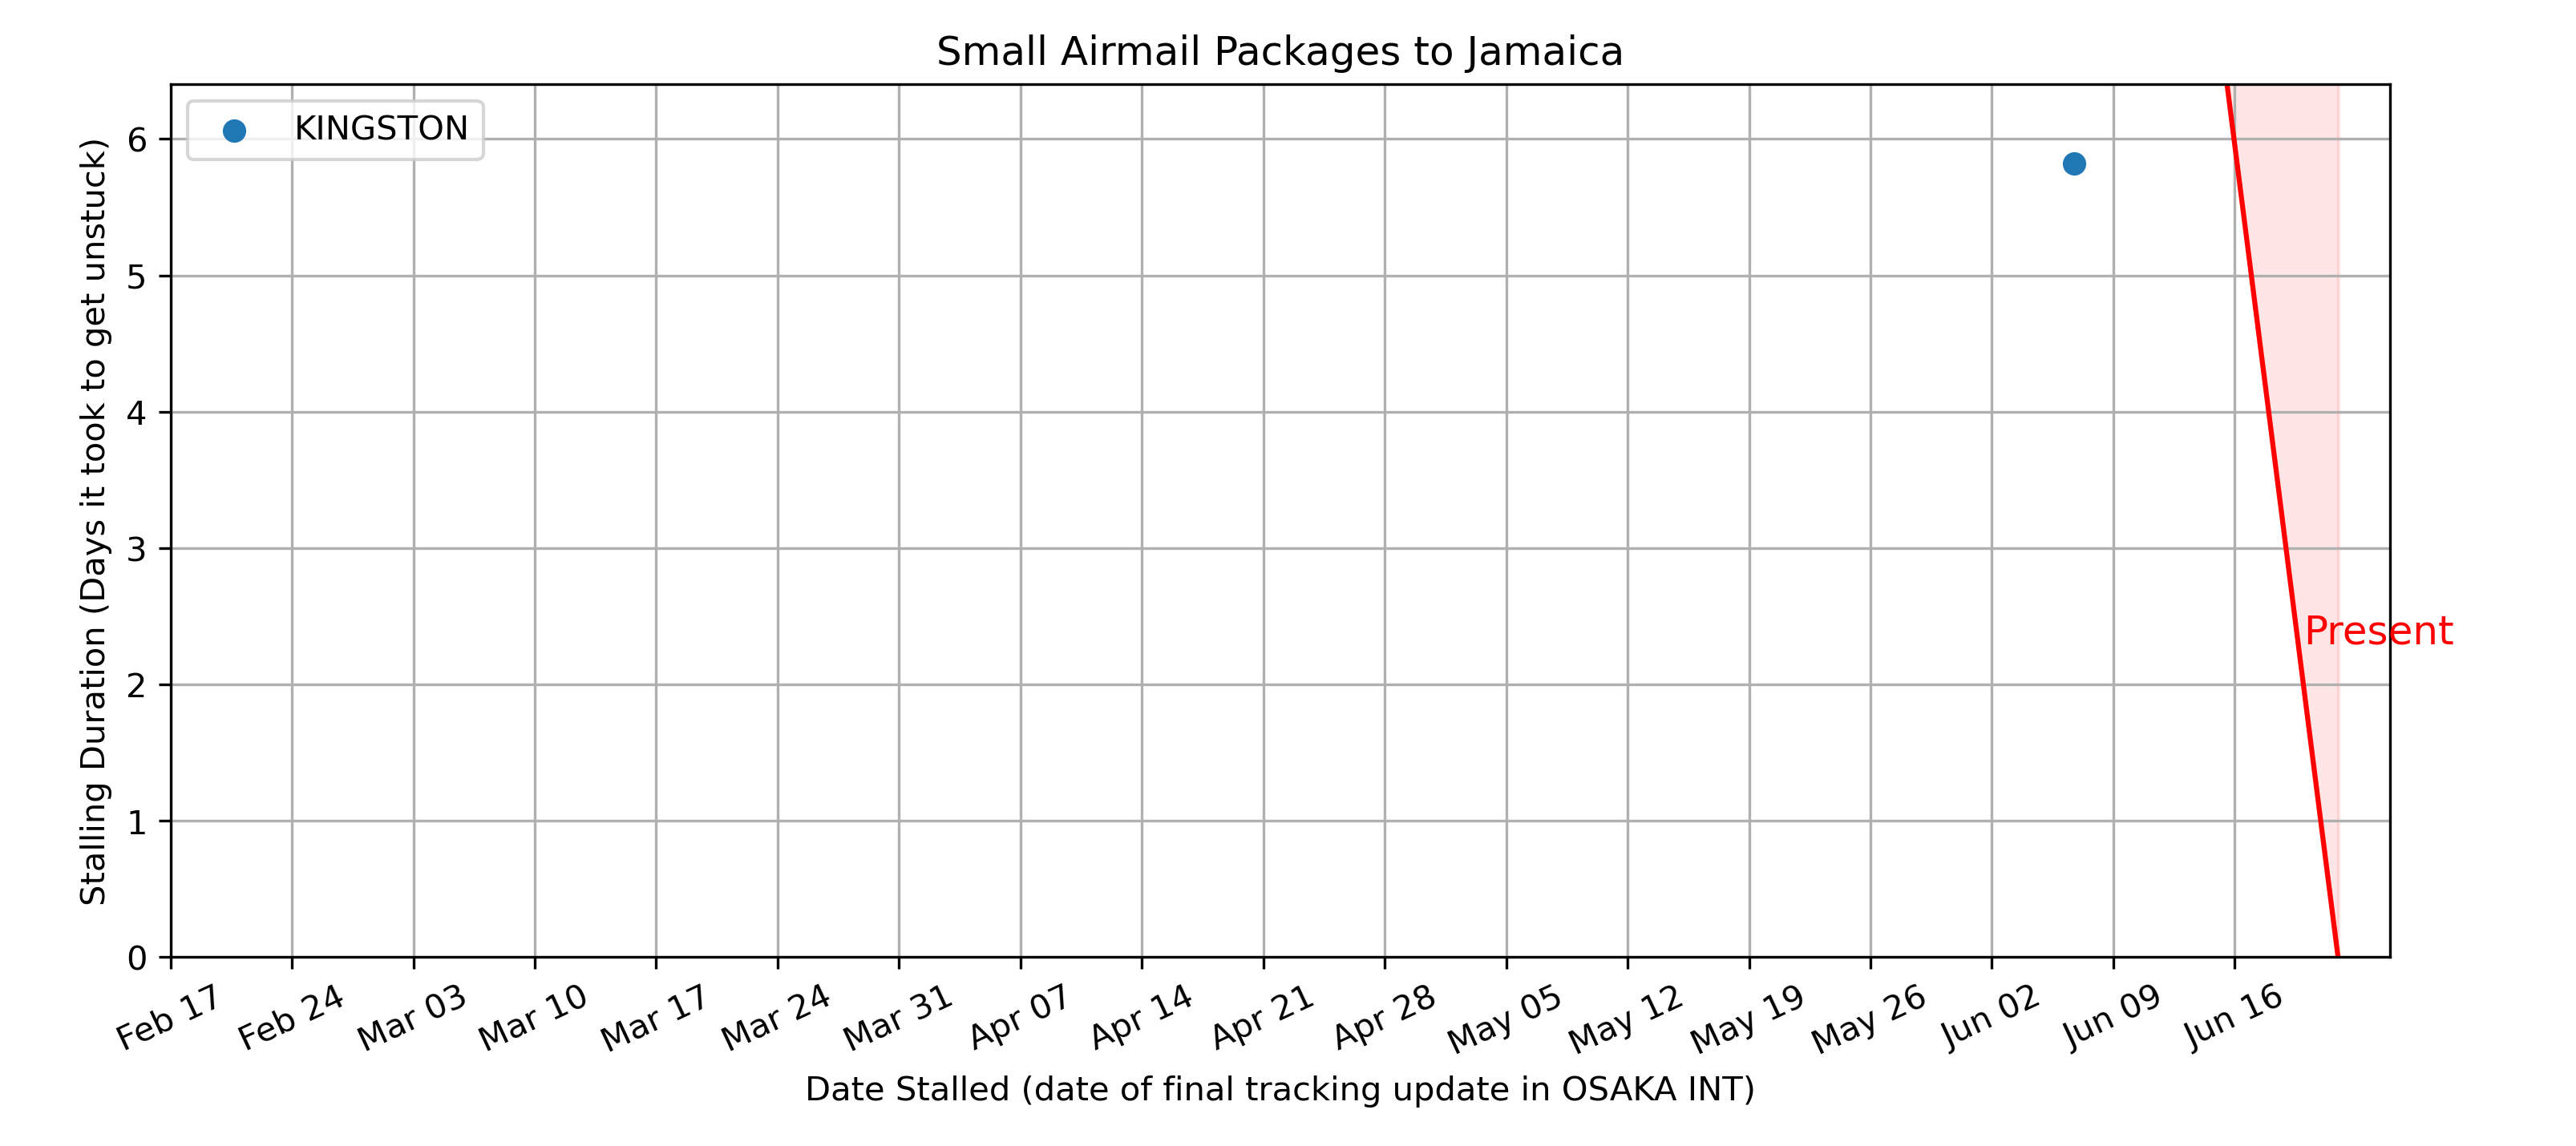 Small Airmail Packages to Jamaica
KINGSTON
Stalling Duration (Days it took to get unstuck)
6
5
4
3
2
1
0
Present
Feb 17
Feb 24
Mar 03
Mar 10
Mar 17
Mar 24
Mar 31
Apr 07
Apr 14
Apr 21
Apr 28
May 05
May 12
May 19
May 26
Jun 02
Jun 09
Jun 16
Date Stalled (date of final tracking update in OSAKA INT)